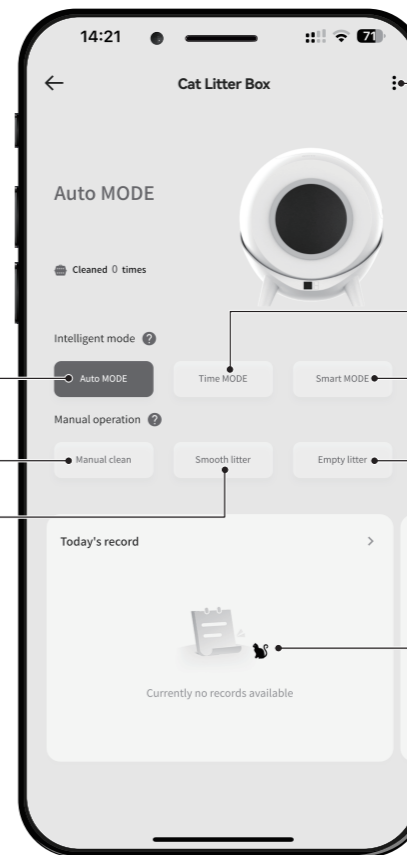 14:21
71
Cat Litter Box
Auto MODE
Cleaned 0 times
Intelligent mode ?
Auto MODE
Time MODE
Smart MODE
Manual operation ?
Manual clean
Smooth litter
Empty litter
Today's record
Currently no records available